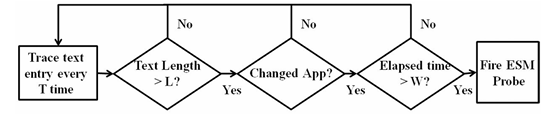 No
No
No
Trace text
entry every
T time
Text Length
> L?
Yes
Changed App?
Yes
Elapsed time
> W?
Yes
Fire ESM
Probe